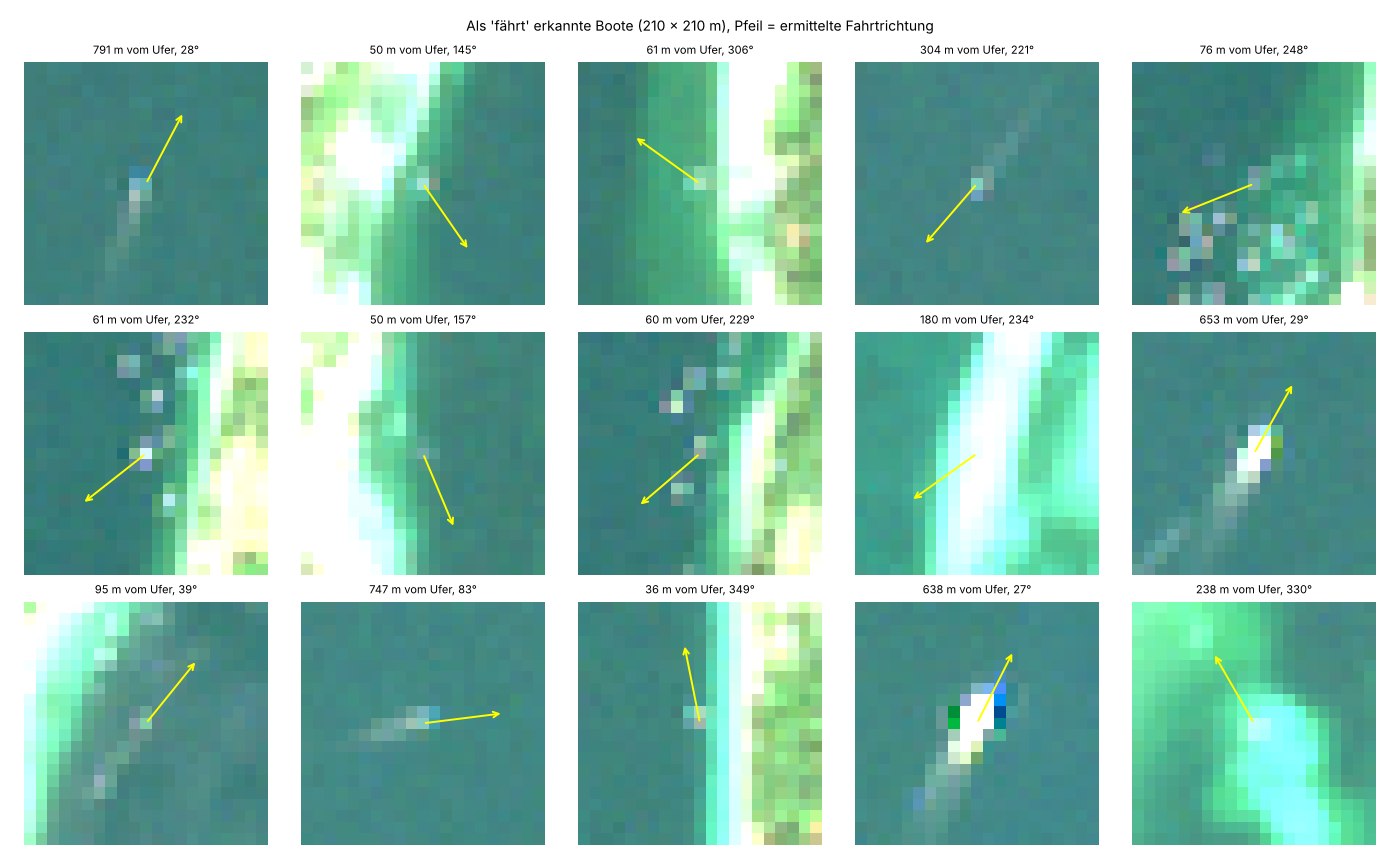 Als 'fährt' erkannte Boote (210 × 210 m), Pfeil = ermittelte Fahrtrichtung
791 m vom Ufer, 28°
50 m vom Ufer, 145°
61 m vom Ufer, 306°
304 m vom Ufer, 221°
76 m vom Ufer, 248°
61 m vom Ufer, 232°
50 m vom Ufer, 157°
60 m vom Ufer, 229°
180 m vom Ufer, 234°
653 m vom Ufer, 29°
95 m vom Ufer, 39°
747 m vom Ufer, 83°
36 m vom Ufer, 349°
638 m vom Ufer, 27°
238 m vom Ufer, 330°